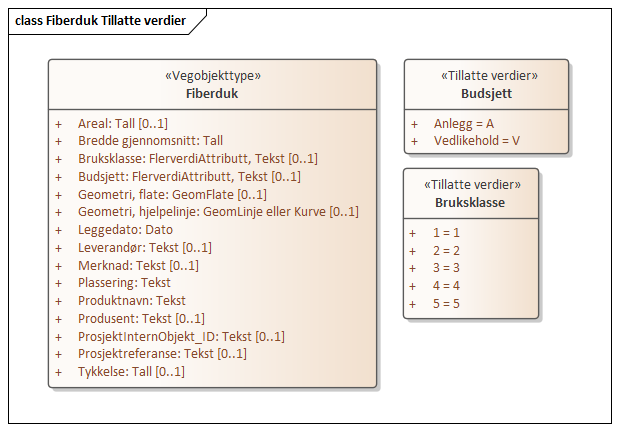 class Fiberduk Tillatte verdier
«Vegobjekttype»
Fiberduk
+ Areal: Tall [0..1]
+ Bredde gjennomsnitt: Tall
+ Bruksklasse: FlerverdiAttributt, Tekst [0..1]
+ Budsjett: FlerverdiAttributt, Tekst [0..1]
+ Geometri, flate: GeomFlate [0..1]
+ Geometri, hjelpelinje: GeomLinje eller Kurve [0..1]
+ Leggedato: Dato
+ Leverandør: Tekst [0..1]
+ Merknad: Tekst [0..1]
+ Plassering: Tekst
+ Produktnavn: Tekst
+ Produsent: Tekst [0..1]
+ ProsjektInternObjekt_ID: Tekst [0..1]
+ Prosjektreferanse: Tekst [0..1]
+ Tykkelse: Tall [0..1]
«Tillatte verdier»
Budsjett
+ Anlegg = A
+ Vedlikehold = V
«Tillatte verdier»
Bruksklasse
+ 1 = 1
+ 2 = 2
+ 3 = 3
+ 4 = 4
+ 5 = 5